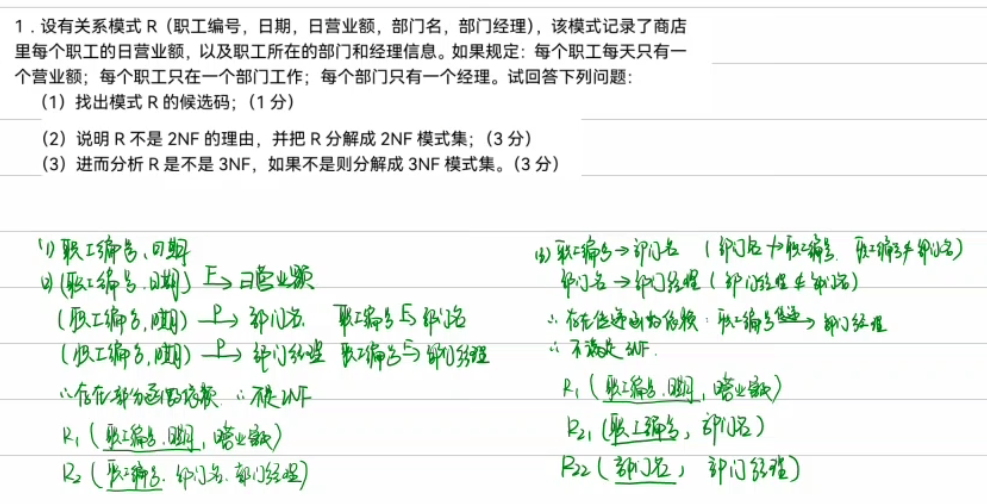 1．设有关系模式 R（职工编号，日期，日营业额，部门名，部门经理），该模式记录了商店
里每个职工的日营业额，以及职工所在的部门和经理信息。如果规定：每个职工每天只有一
个营业额；每个职工只在一个部门工作；每个部门只有一个经理。试回答下列问题：
（1）找出模式 R 的候选码；（1 分）
（2）说明 R 不是 2NF 的理由，并把 R 分解成 2NF 模式集；（3 分）
（3）进而分析 R 是不是 3NF，如果不是则分解成 3NF 模式集。（3 分）
(1) 职工编号、日期
(2) (职工编号、日期) F→ 日营业额
(职工编号, 日期) P→ 部门名. 职工编号 F→ 部门名
(职工编号, 日期) P→ 部门经理 职工编号 F→ 部门经理
∴存在部分函数依赖 ∴不是2NF
R₁ (职工编号.日期, 日营业额)
R₂ (职工编号. 部门名. 部门经理)
(3) 职工编号→部门名 (部门名↛职工编号. 职工编号⊄部门名)
部门名→部门经理 (部门经理⊄部门名)
∴ 存在传递函数依赖: 职工编号 传递→ 部门经理
∴ 不满足3NF.
R₁ (职工编号.日期, 日营业额)
R₂₁ (职工编号, 部门名)
R₂₂ (部门名, 部门经理)